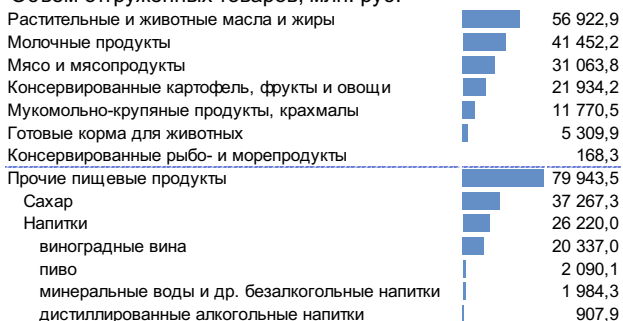 Объем отгруженных товаров, млн. руб.
Растительные и животные масла и жиры 56 922,9
Молочные продукты 41 452,2
Мясо и мясопродукты 31 063,8
Консервированные картофель, фрукты и овощи 21 934,2
Мукомольно-крупяные продукты, крахмалы 11 770,5
Готовые корма для животных 5 309,9
Консервированные рыбо- и морепродукты 168,3
Прочие пищевые продукты 79 943,5
Сахар 37 267,3
Напитки 26 220,0
виноградные вина 20 337,0
пиво 2 090,1
минеральные воды и др. безалкогольные напитки 1 984,3
дистиллированные алкогольные напитки 907,9